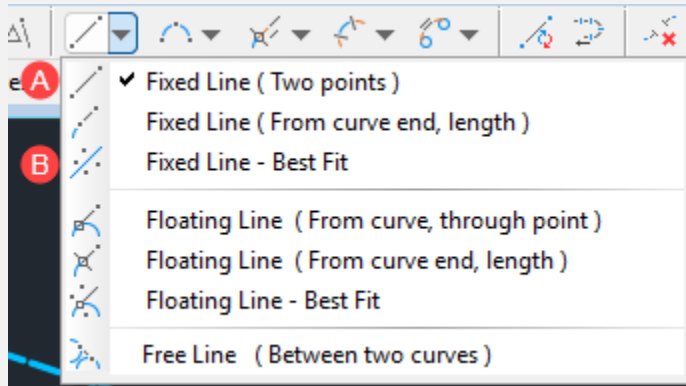 e.
A
Fixed Line ( Two points )
Fixed Line ( From curve end, length )
B
Fixed Line - Best Fit
Floating Line ( From curve, through point )
Floating Line ( From curve end, length )
Floating Line - Best Fit
Free Line ( Between two curves )